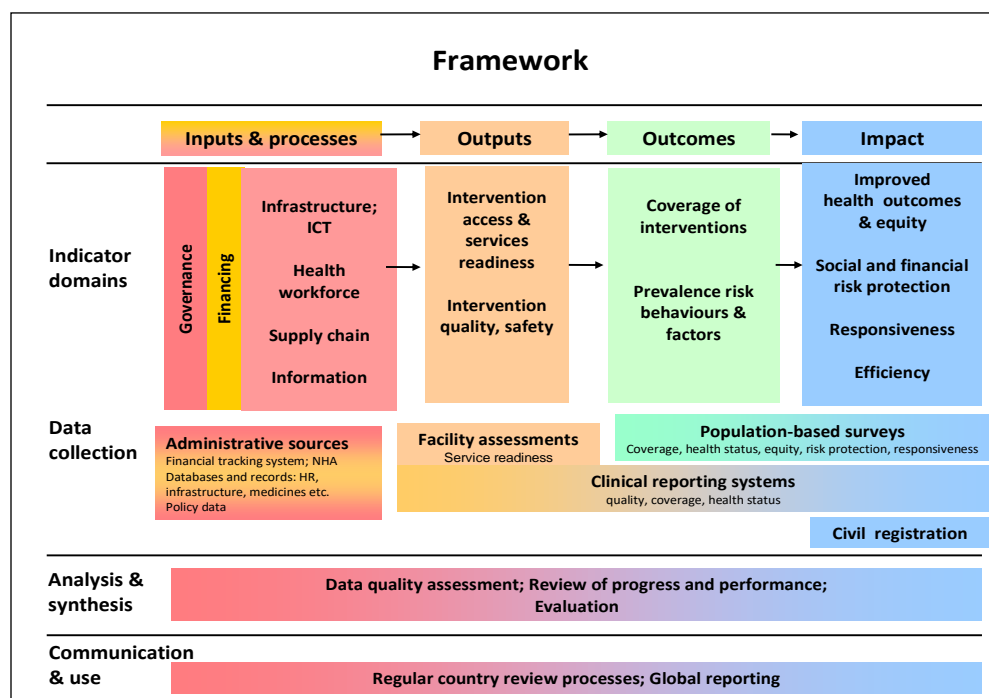 Framework
Inputs & processes
Outputs
Outcomes
Impact
Indicator
domains
Governance
Financing
Infrastructure;
ICT
Health
workforce
Supply chain
Information
Intervention
access &
services
readiness
Intervention
quality, safety
Coverage of
interventions
Prevalence risk
behaviours &
factors
Improved
health outcomes
& equity
Social and financial
risk protection
Responsiveness
Efficiency
Data
collection
Administrative sources
Financial tracking system; NHA
Databases and records: HR,
infrastructure, medicines etc.
Policy data
Facility assessments
Service readiness
Population-based surveys
Coverage, health status, equity, risk protection, responsiveness
Clinical reporting systems
quality, coverage, health status
Civil registration
Analysis &
synthesis
Data quality assessment; Review of progress and performance;
Evaluation
Communication
& use
Regular country review processes; Global reporting